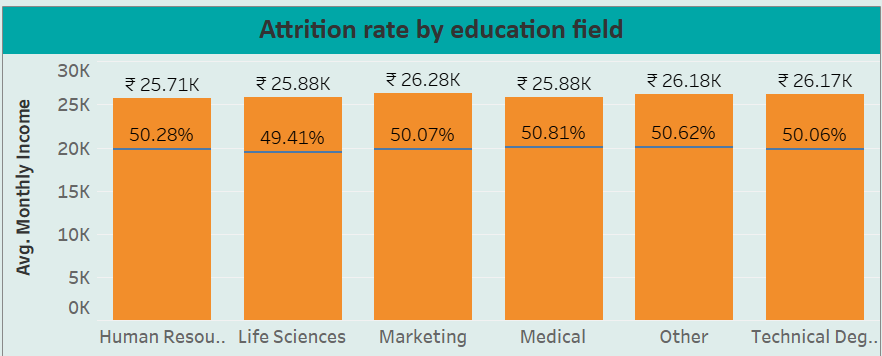 Attrition rate by education field
30K
25K
20K
15K
10K
5K
0K
Avg. Monthly Income
₹ 25.71K
₹ 25.88K
₹ 26.28K
₹ 25.88K
₹ 26.18K
₹ 26.17K
50.28%
49.41%
50.07%
50.81%
50.62%
50.06%
Human Resou..
Life Sciences
Marketing
Medical
Other
Technical Deg..